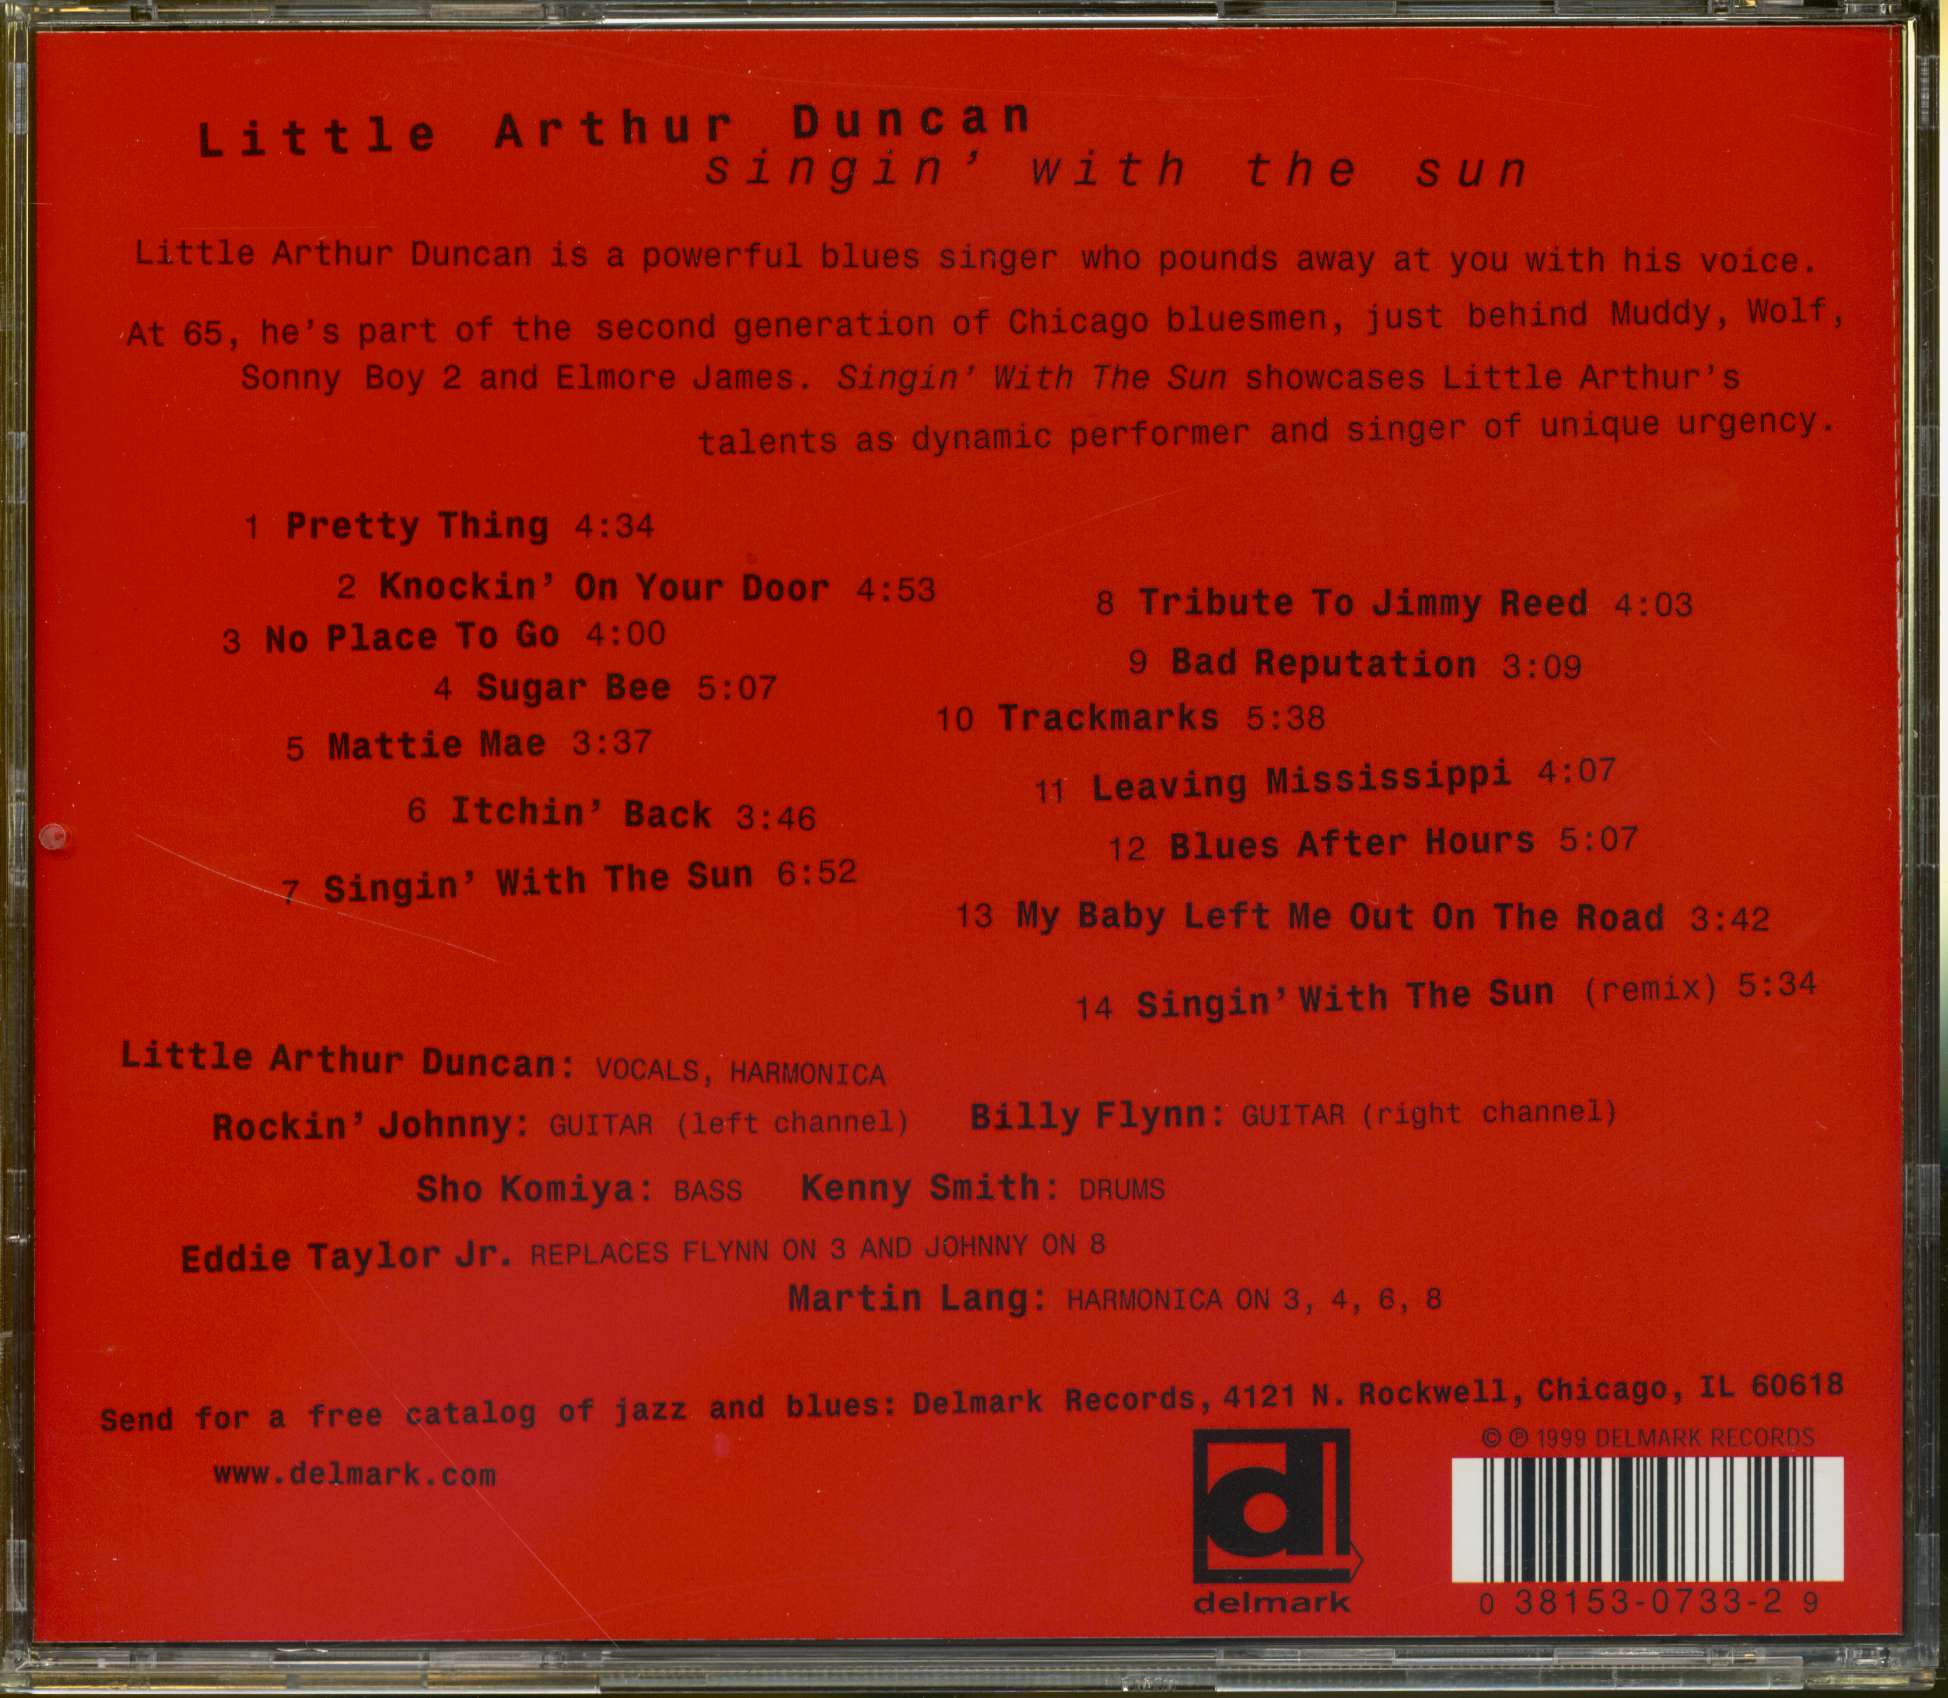 Little Arthur Duncan
singin' with the sun
Little Arthur Duncan is a powerful blues singer who pounds away at you with his voice.
At 65, he's part of the second generation of Chicago bluesmen, just behind Muddy, Wolf,
Sonny Boy 2 and Elmore James. Singin' With The Sun showcases Little Arthur's
talents as dynamic performer and singer of unique urgency.
1 Pretty Thing 4:34
2 Knockin' On Your Door 4:53
3 No Place To Go 4:00
4 Sugar Bee 5:07
5 Mattie Mae 3:37
6 Itchin' Back 3:46
7 Singin' With The Sun 6:52
8 Tribute To Jimmy Reed 4:03
9 Bad Reputation 3:09
10 Trackmarks 5:38
11 Leaving Mississippi 4:07
12 Blues After Hours 5:07
13 My Baby Left Me Out On The Road 3:42
14 Singin' With The Sun (remix) 5:34
Little Arthur Duncan: VOCALS, HARMONICA
Rockin' Johnny: GUITAR (left channel) Billy Flynn: GUITAR (right channel)
Sho Komiya: BASS Kenny Smith: DRUMS
Eddie Taylor Jr. REPLACES FLYNN ON 3 AND JOHNNY ON 8
Martin Lang: HARMONICA ON 3, 4, 6, 8
Send for a free catalog of jazz and blues: Delmark Records, 4121 N. Rockwell, Chicago, IL 60618
www.delmark.com
© ℗ 1999 DELMARK RECORDS
dl
delmark
0 38153-0733-2 9